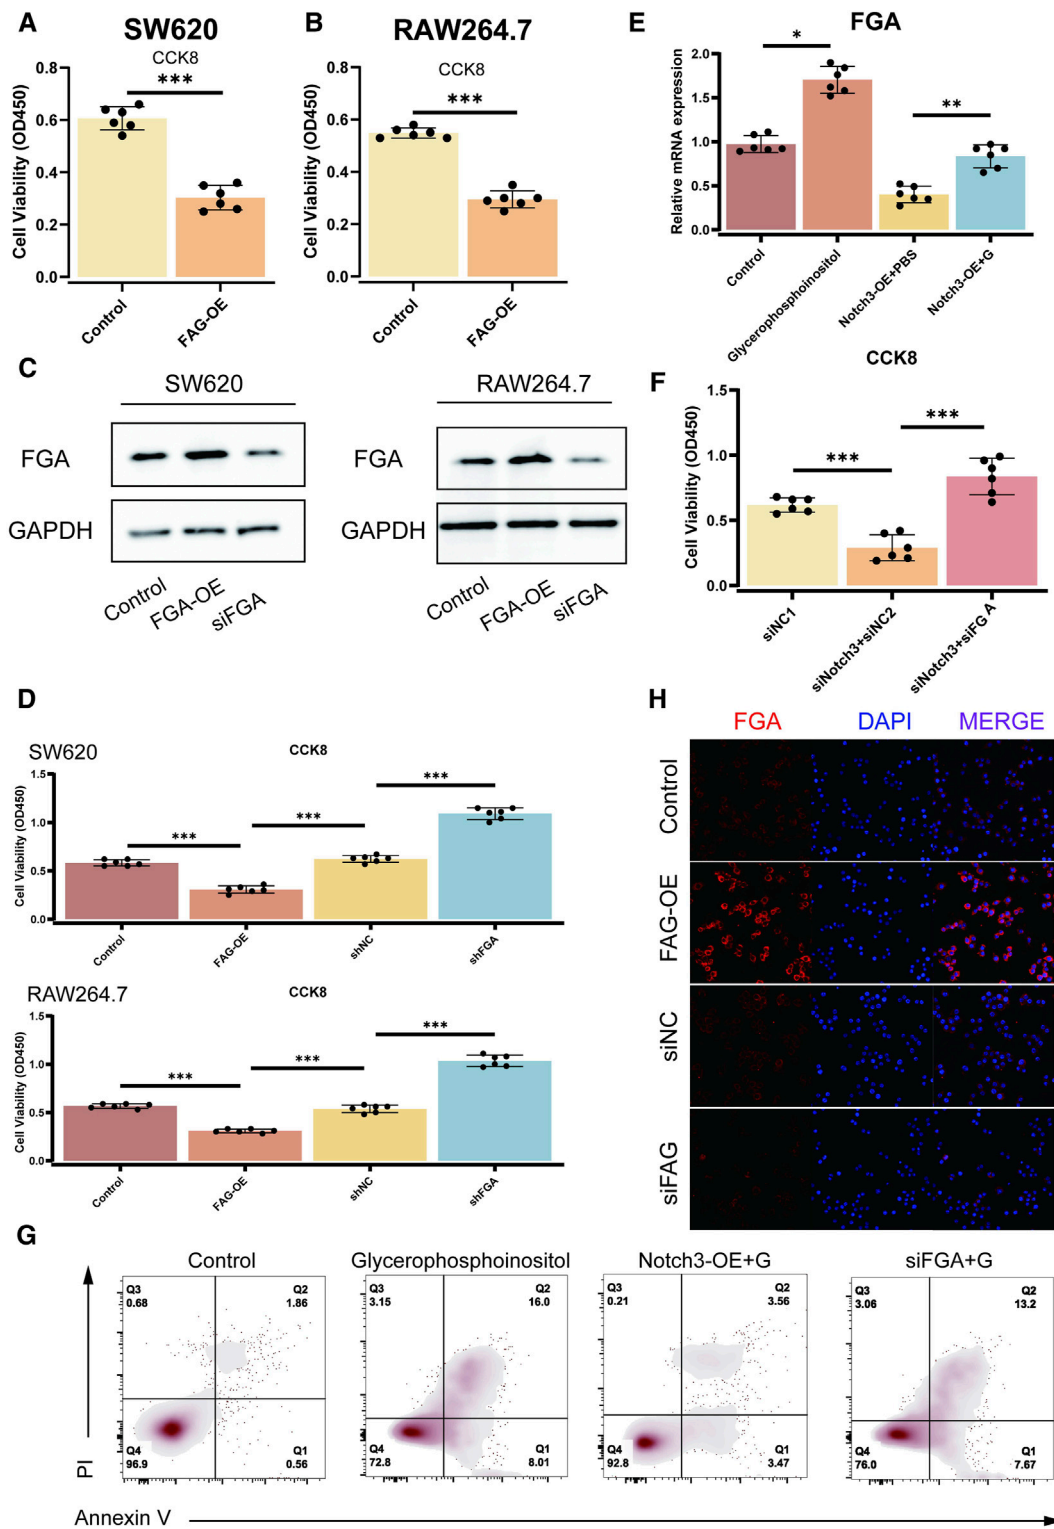 A
SW620
CCK8
***
Cell Viability (OD450)
0.8
0.6
0.4
0.2
0.0
Control
FAG-OE
B
RAW264.7
CCK8
***
Cell Viability (OD450)
0.8
0.6
0.4
0.2
0.0
Control
FAG-OE
E
FGA
*
**
Relative mRNA expression
2.0
1.5
1.0
0.5
0.0
Control
Glycerophosphoinositol
Notch3-OE+PBS
Notch3-OE+G
C
SW620
FGA
GAPDH
Control
FGA-OE
siFGA
RAW264.7
FGA
GAPDH
Control
FGA-OE
siFGA
F
CCK8
***
***
Cell Viability (OD450)
1.5
1.0
0.5
0.0
siNC1
siNotch3+siNC2
siNotch3+siFG A
D
SW620
CCK8
***
***
***
Cell Viability (OD450)
1.5
1.0
0.5
0.0
Control
FAG-OE
shNC
shFGA
RAW264.7
CCK8
***
***
***
Cell Viability (OD450)
1.5
1.0
0.5
0.0
Control
FAG-OE
shNC
shFGA
H
FGA DAPI MERGE
Control
FAG-OE
siNC
siFAG
G
Control
Q3
0.68
Q2
1.86
Q4
96.9
Q1
0.56
Glycerophosphoinositol
Q3
3.15
Q2
16.0
Q4
72.8
Q1
8.01
Notch3-OE+G
Q3
0.21
Q2
3.56
Q4
92.8
Q1
3.47
siFGA+G
Q3
3.06
Q2
13.2
Q4
76.0
Q1
7.67
PI
Annexin V